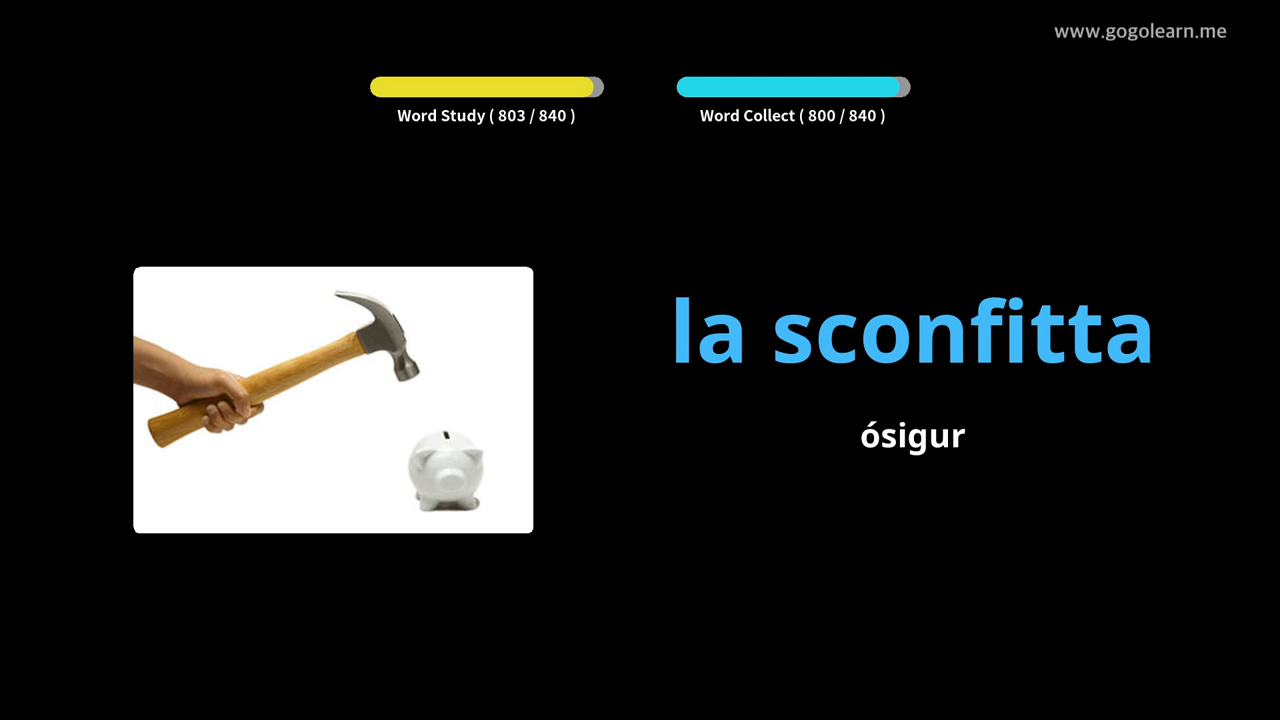 www.gogolearn.me
Word Study ( 803 / 840 )
Word Collect ( 800 / 840 )
la sconfitta
ósigur